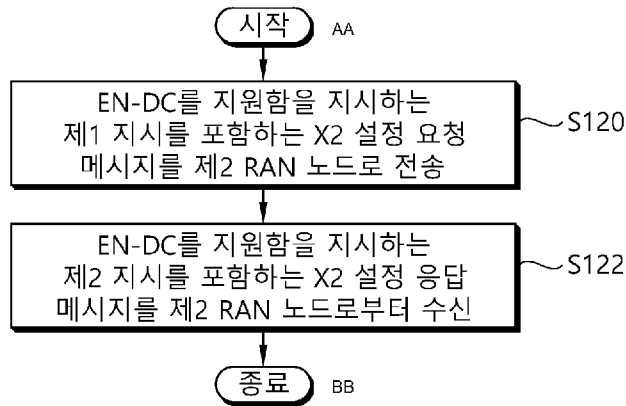 시작 AA
EN-DC를 지원함을 지시하는
제1 지시를 포함하는 X2 설정 요청
메시지를 제2 RAN 노드로 전송
S120
EN-DC를 지원함을 지시하는
제2 지시를 포함하는 X2 설정 응답
메시지를 제2 RAN 노드로부터 수신
S122
종료 BB